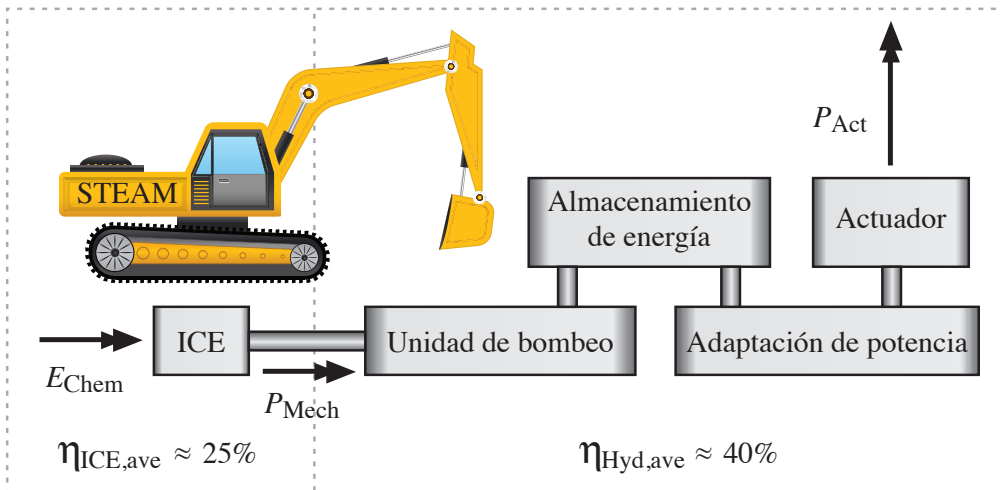 STEAM
P_Act
Almacenamiento
de energía
Actuador
ICE
Unidad de bombeo
Adaptación de potencia
E_Chem
P_Mech
η_ICE,ave ≈ 25%
η_Hyd,ave ≈ 40%